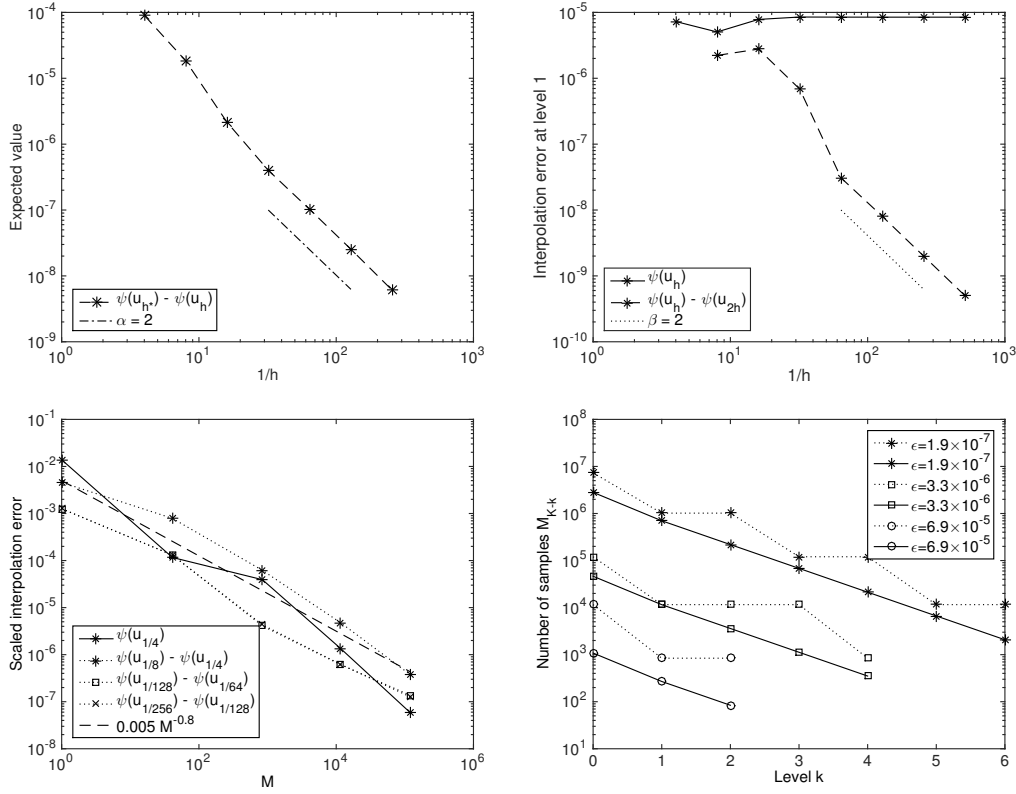 10^-4
10^-5
10^-6
10^-7
10^-8
10^-9
Expected value
ψ(u_h*) - ψ(u_h)
α = 2
10^0
10^1
10^2
10^3
1/h
10^-5
10^-6
10^-7
10^-8
10^-9
10^-10
Interpolation error at level 1
ψ(u_h)
ψ(u_h) - ψ(u_2h)
β = 2
10^0
10^1
10^2
10^3
1/h
10^-1
10^-2
10^-3
10^-4
10^-5
10^-6
10^-7
10^-8
Scaled interpolation error
ψ(u_1/4)
ψ(u_1/8) - ψ(u_1/4)
ψ(u_1/128) - ψ(u_1/64)
ψ(u_1/256) - ψ(u_1/128)
0.005 M^-0.8
10^0
10^2
10^4
10^6
M
10^8
10^7
10^6
10^5
10^4
10^3
10^2
10^1
Number of samples M_K-k
ϵ=1.9×10^-7
ϵ=1.9×10^-7
ϵ=3.3×10^-6
ϵ=3.3×10^-6
ϵ=6.9×10^-5
ϵ=6.9×10^-5
0
1
2
3
4
5
6
Level k